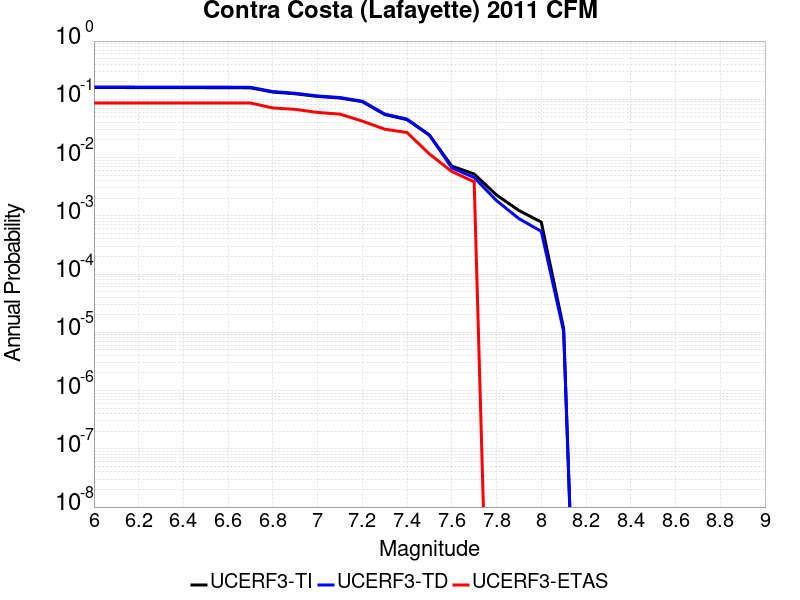 Contra Costa (Lafayette) 2011 CFM
10^0
10^-1
10^-2
10^-3
10^-4
10^-5
10^-6
10^-7
10^-8
Annual Probability
6 6.2 6.4 6.6 6.8 7 7.2 7.4 7.6 7.8 8 8.2 8.4 8.6 8.8 9
Magnitude
UCERF3-TI UCERF3-TD UCERF3-ETAS